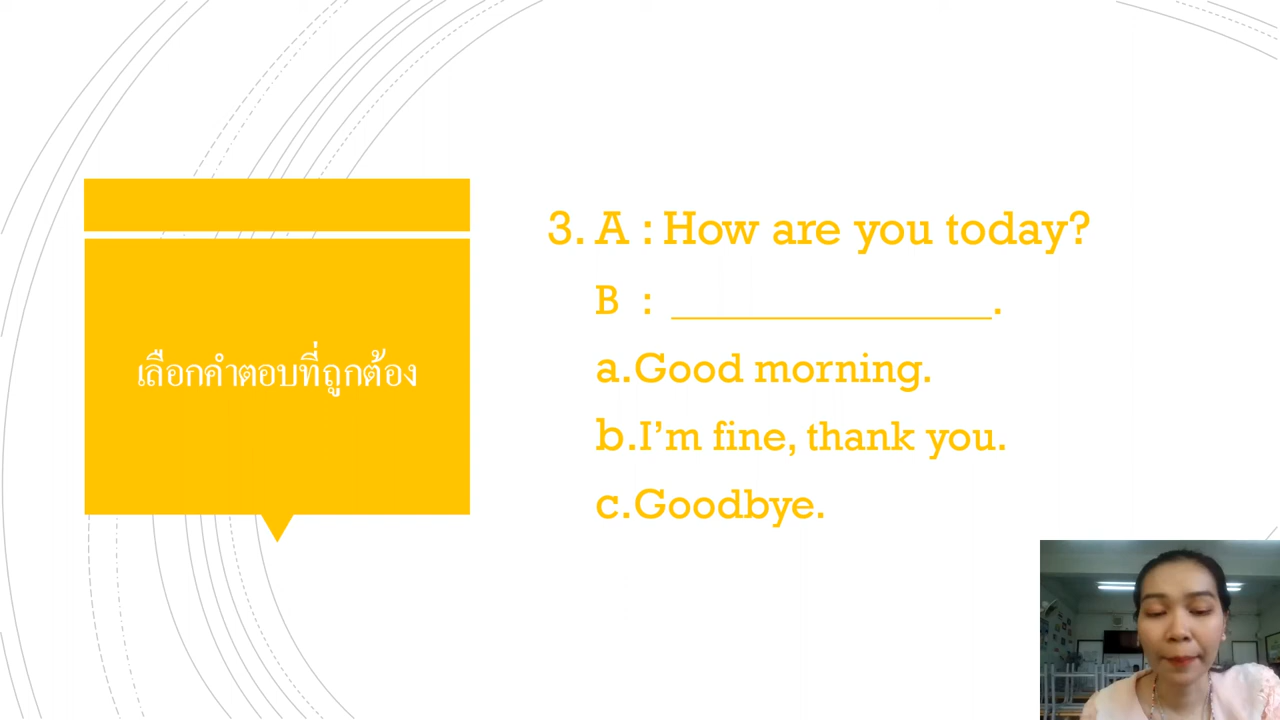 เลือกคำตอบที่ถูกต้อง
3. A : How are you today?
B : ________________.
a.Good morning.
b.I’m fine, thank you.
c.Goodbye.